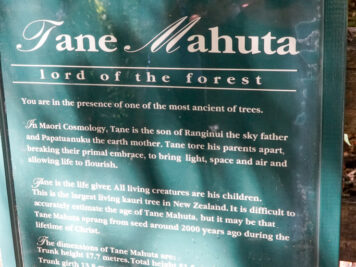 Tane Mahuta
lord of the forest
You are in the presence of one of the most ancient of trees.
In Maori Cosmology, Tane is the son of Ranginui the sky father
and Papatuanuku the earth mother. Tane tore his parents apart,
breaking their primal embrace, to bring light, space and air and
allowing life to flourish.
Tane is the life giver. All living creatures are his children.
This is the largest living kauri tree in New Zealand. It is difficult to
accurately estimate the age of Tane Mahuta, but it may be that
Tane Mahuta sprang from seed around 2000 years ago during the
lifetime of Christ.
The dimensions of Tane Mahuta are:
Trunk height 17.7 metres. Total height
Trunk girth